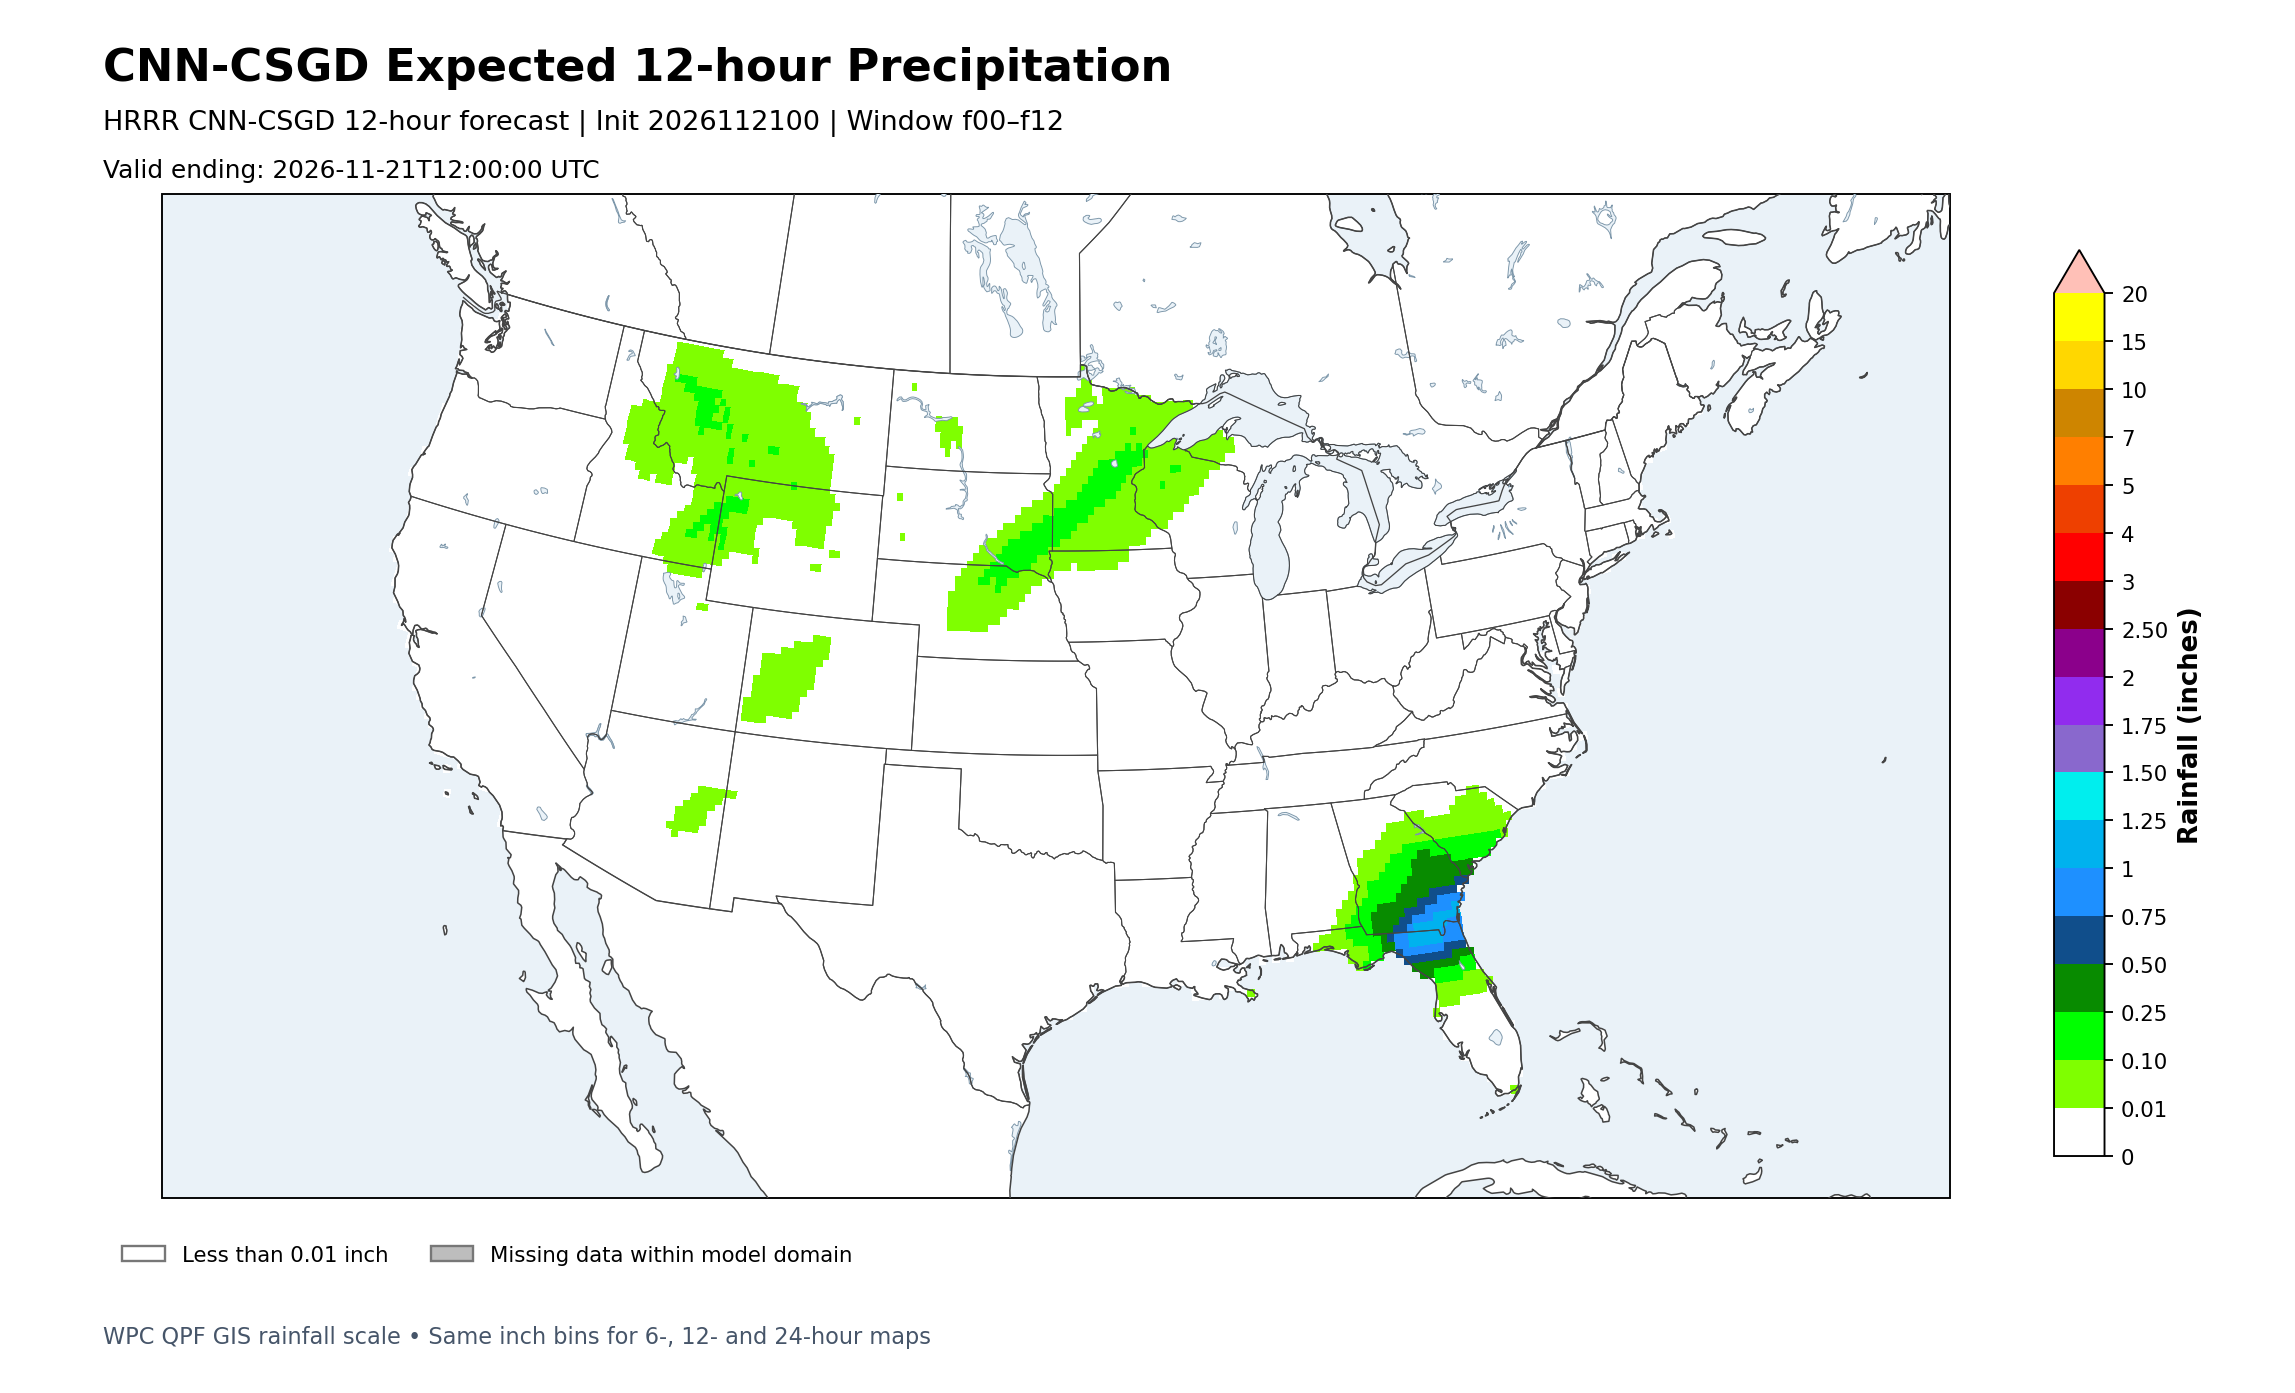 CNN-CSGD Expected 12-hour Precipitation
HRRR CNN-CSGD 12-hour forecast | Init 2026112100 | Window f00–f12
Valid ending: 2026-11-21T12:00:00 UTC
20
15
10
7
5
4
3
2.50
2
1.75
1.50
1.25
1
0.75
0.50
0.25
0.10
0.01
0
Rainfall (inches)
Less than 0.01 inch
Missing data within model domain
WPC QPF GIS rainfall scale • Same inch bins for 6-, 12- and 24-hour maps